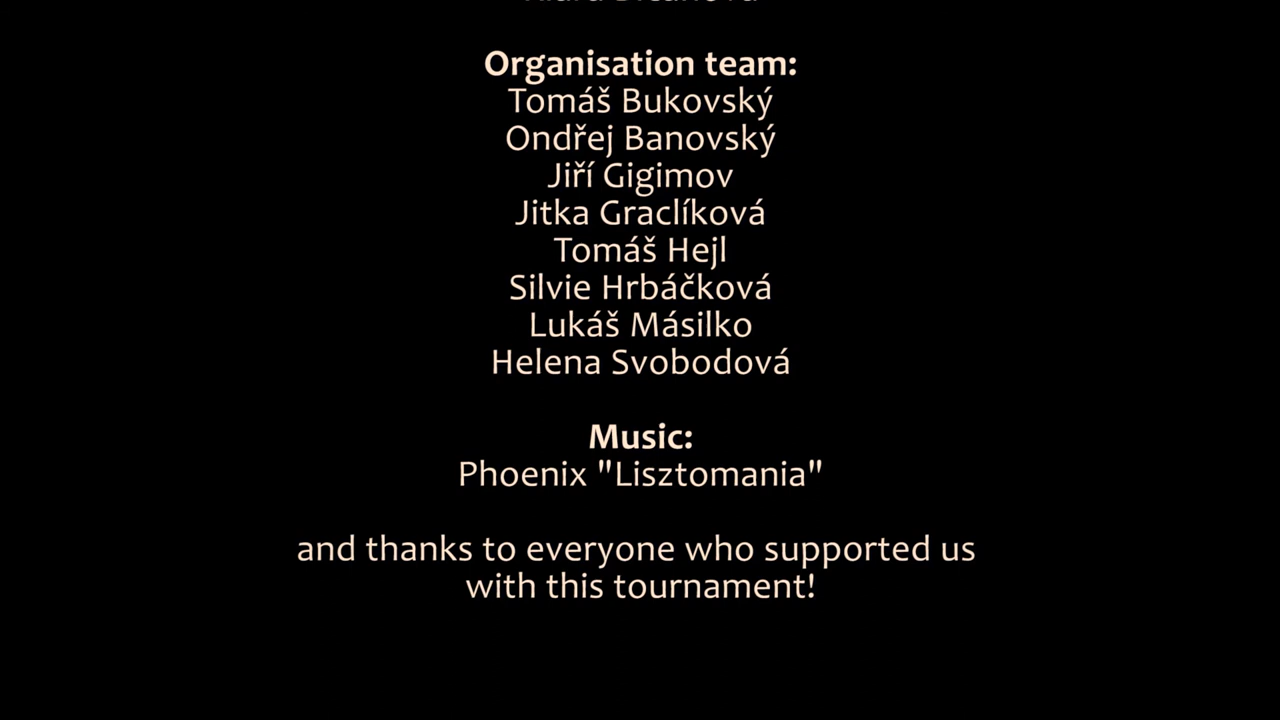 Organisation team:
Tomáš Bukovský
Ondřej Banovský
Jiří Gigimov
Jitka Graclíková
Tomáš Hejl
Silvie Hrbáčková
Lukáš Másilko
Helena Svobodová
Music:
Phoenix "Lisztomania"
and thanks to everyone who supported us
with this tournament!